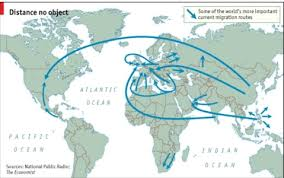 Distance no object
Some of the world's more important
current migration routes
ATLANTIC
OCEAN
PACIFIC
OCEAN
INDIAN
OCEAN
Sources: National Public Radio;
The Economist